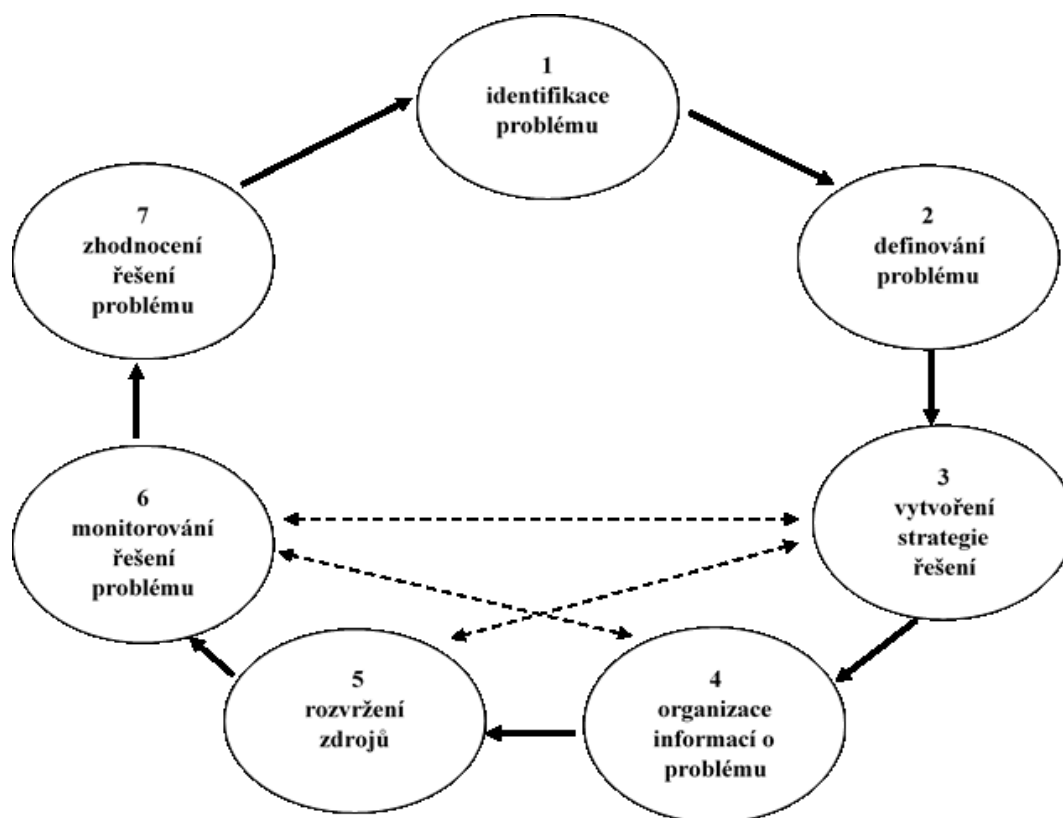 1
identifikace
problému
2
definování
problému
3
vytvoření
strategie
řešení
4
organizace
informací o
problému
5
rozvržení
zdrojů
6
monitorování
řešení
problému
7
zhodnocení
řešení
problému